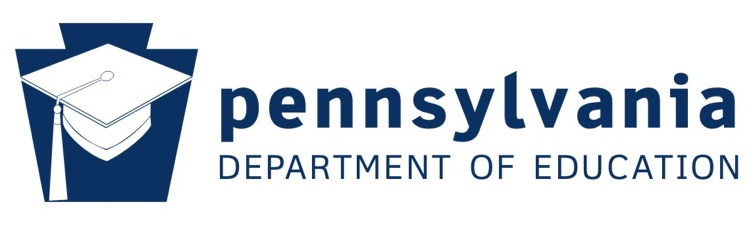 pennsylvania
DEPARTMENT OF EDUCATION